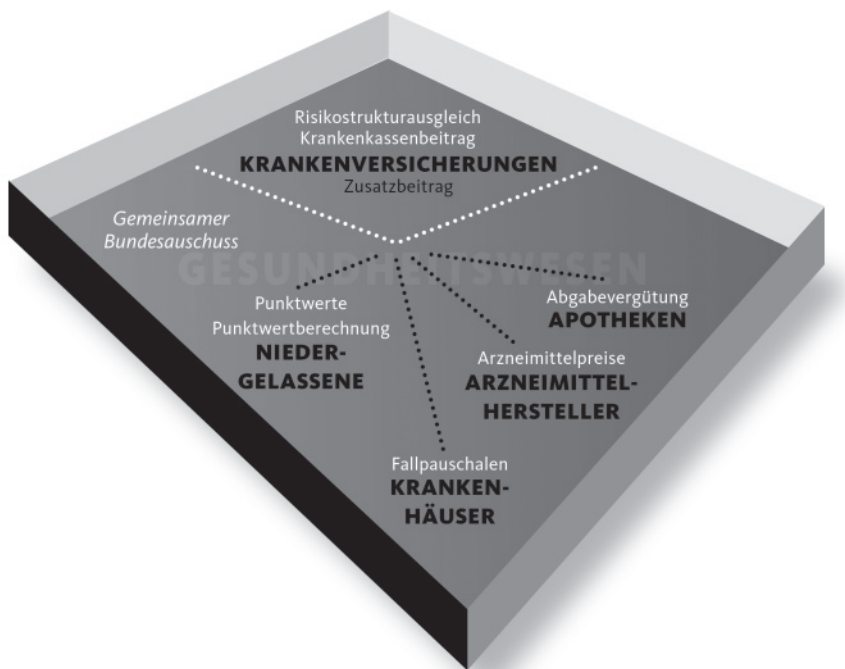 Risikostrukturausgleich
Krankenkassenbeitrag
KRANKENVERSICHERUNGEN
Zusatzbeitrag
Gemeinsamer
Bundesauschuss
GESUNDHEITSWESEN
Punktwerte
Punktwertberechnung
NIEDER-
GELASSENE
Abgabevergütung
APOTHEKEN
Arzneimittelpreise
ARZNEIMITTEL-
HERSTELLER
Fallpauschalen
KRANKEN-
HÄUSER